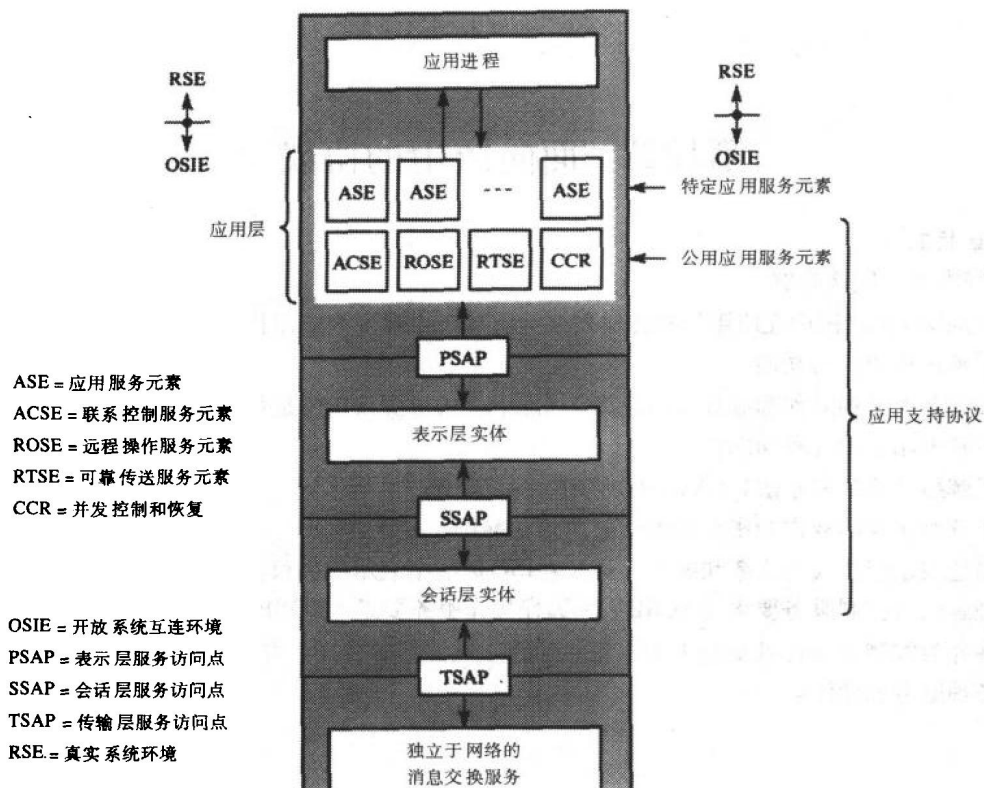 应用进程
RSE
OSIE
RSE
OSIE
应用层
ASE
ASE
---
ASE
特定应用服务元素
ACSE
ROSE
RTSE
CCR
公用应用服务元素
PSAP
ASE = 应用服务元素
ACSE = 联系控制服务元素
ROSE = 远程操作服务元素
RTSE = 可靠传送服务元素
CCR = 并发控制和恢复
表示层实体
应用支持协议
SSAP
会话层实体
OSIE = 开放系统互连环境
PSAP = 表示层服务访问点
SSAP = 会话层服务访问点
TSAP = 传输层服务访问点
RSE = 真实系统环境
TSAP
独立于网络的
消息交换服务